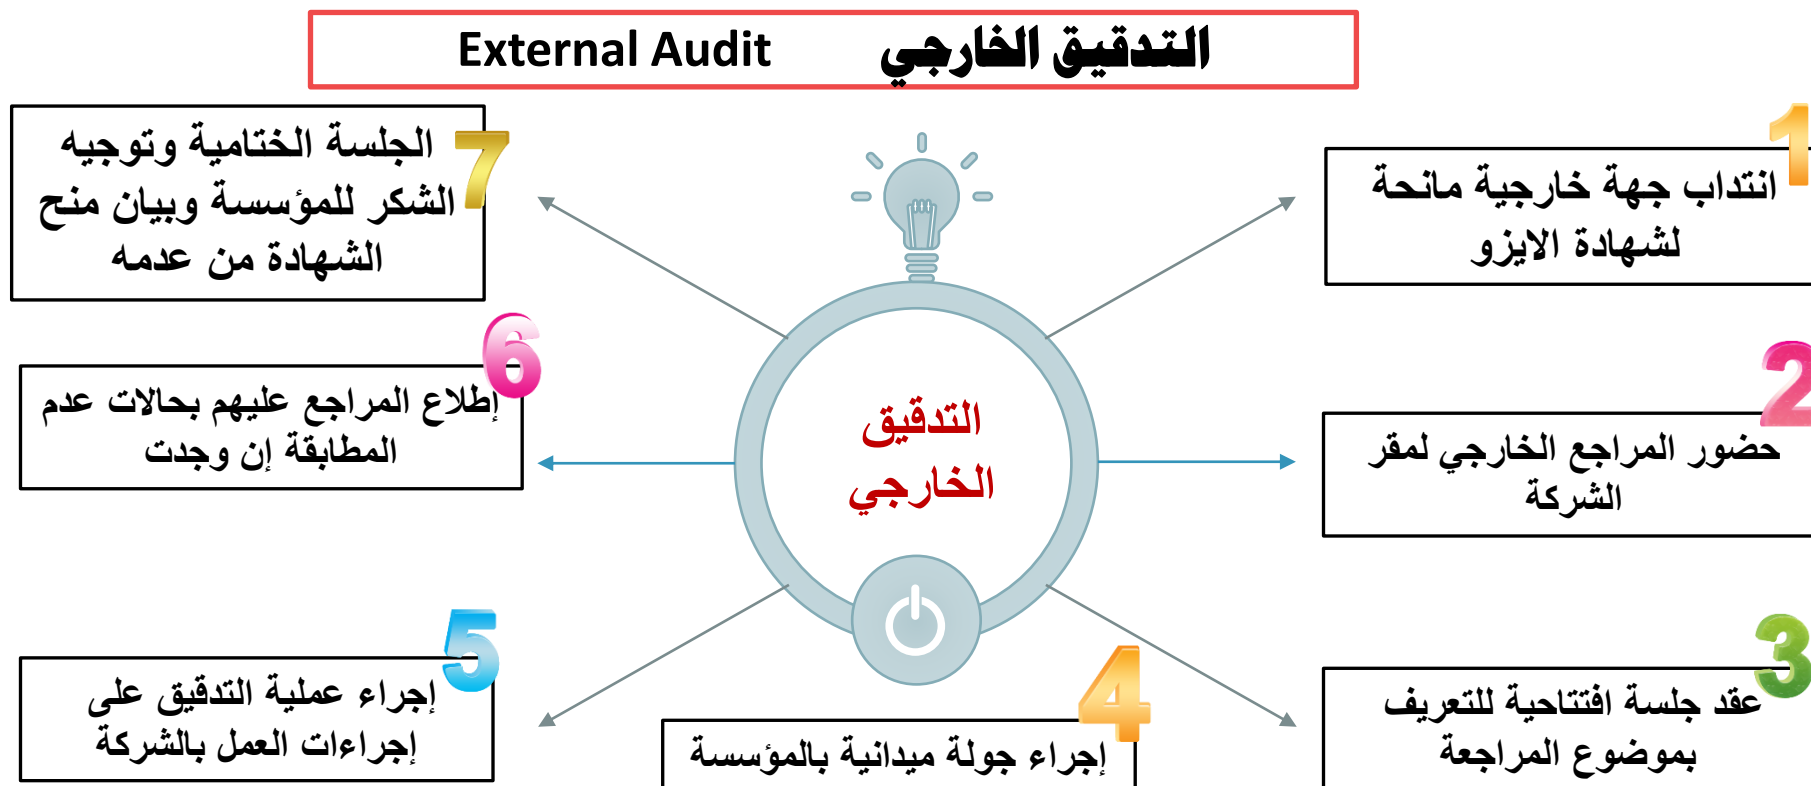 التدقيق الخارجي External Audit
1
انتداب جهة خارجية مانحة
لشهادة الايزو
2
حضور المراجع الخارجي لمقر
الشركة
3
عقد جلسة افتتاحية للتعريف
بموضوع المراجعة
4
إجراء جولة ميدانية بالمؤسسة
5
إجراء عملية التدقيق على
إجراءات العمل بالشركة
6
إطلاع المراجع عليهم بحالات عدم
المطابقة إن وجدت
7
الجلسة الختامية وتوجيه
الشكر للمؤسسة وبيان منح
الشهادة من عدمه
التدقيق
الخارجي